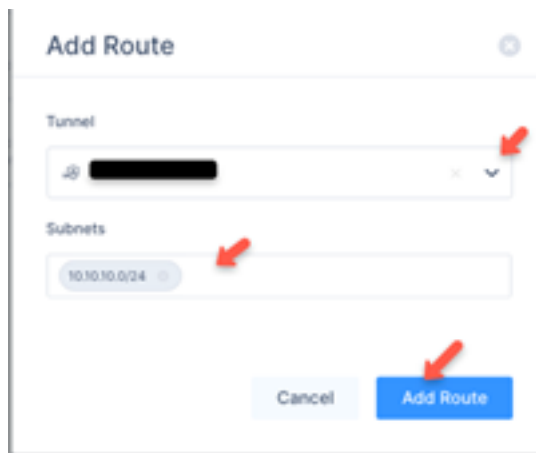 Add Route
Tunnel
Subnets
10.10.10.0/24
Cancel
Add Route